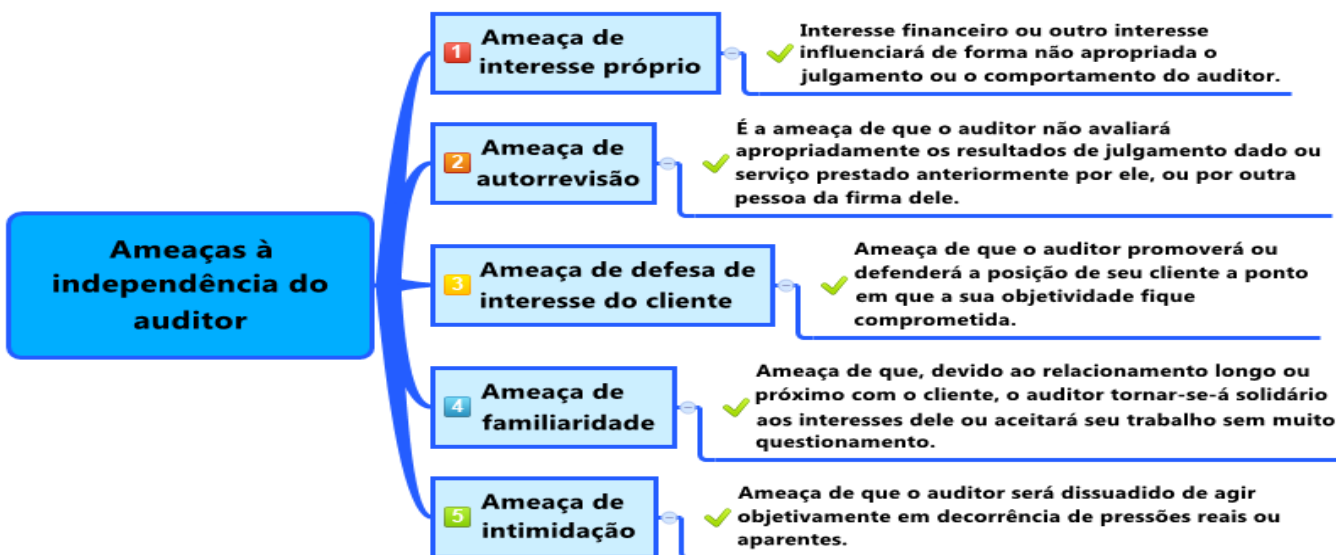 Ameaças à
independência do
auditor
1 Ameaça de
interesse próprio
Interesse financeiro ou outro interesse
influenciará de forma não apropriada o
julgamento ou o comportamento do auditor.
2 Ameaça de
autorrevisão
É a ameaça de que o auditor não avaliará
apropriadamente os resultados de julgamento dado ou
serviço prestado anteriormente por ele, ou por outra
pessoa da firma dele.
3 Ameaça de defesa de
interesse do cliente
Ameaça de que o auditor promoverá ou
defenderá a posição de seu cliente a ponto
em que a sua objetividade fique
comprometida.
4 Ameaça de
familiaridade
Ameaça de que, devido ao relacionamento longo ou
próximo com o cliente, o auditor tornar-se-á solidário
aos interesses dele ou aceitará seu trabalho sem muito
questionamento.
5 Ameaça de
intimidação
Ameaça de que o auditor será dissuadido de agir
objetivamente em decorrência de pressões reais ou
aparentes.